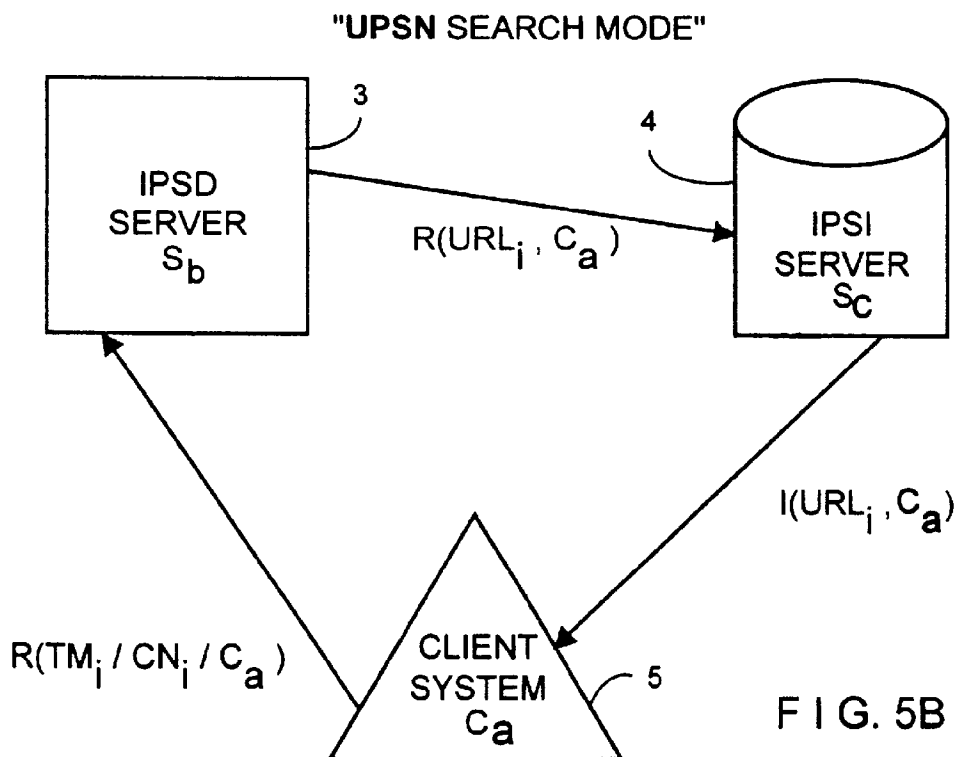 "UPSN SEARCH MODE"
3
4
IPSD
SERVER
Sb
R(URLi , Ca)
IPSI
SERVER
Sc
I(URLi , Ca)
R(TMi / CNi / Ca)
CLIENT
SYSTEM
Ca
5
FIG. 5B